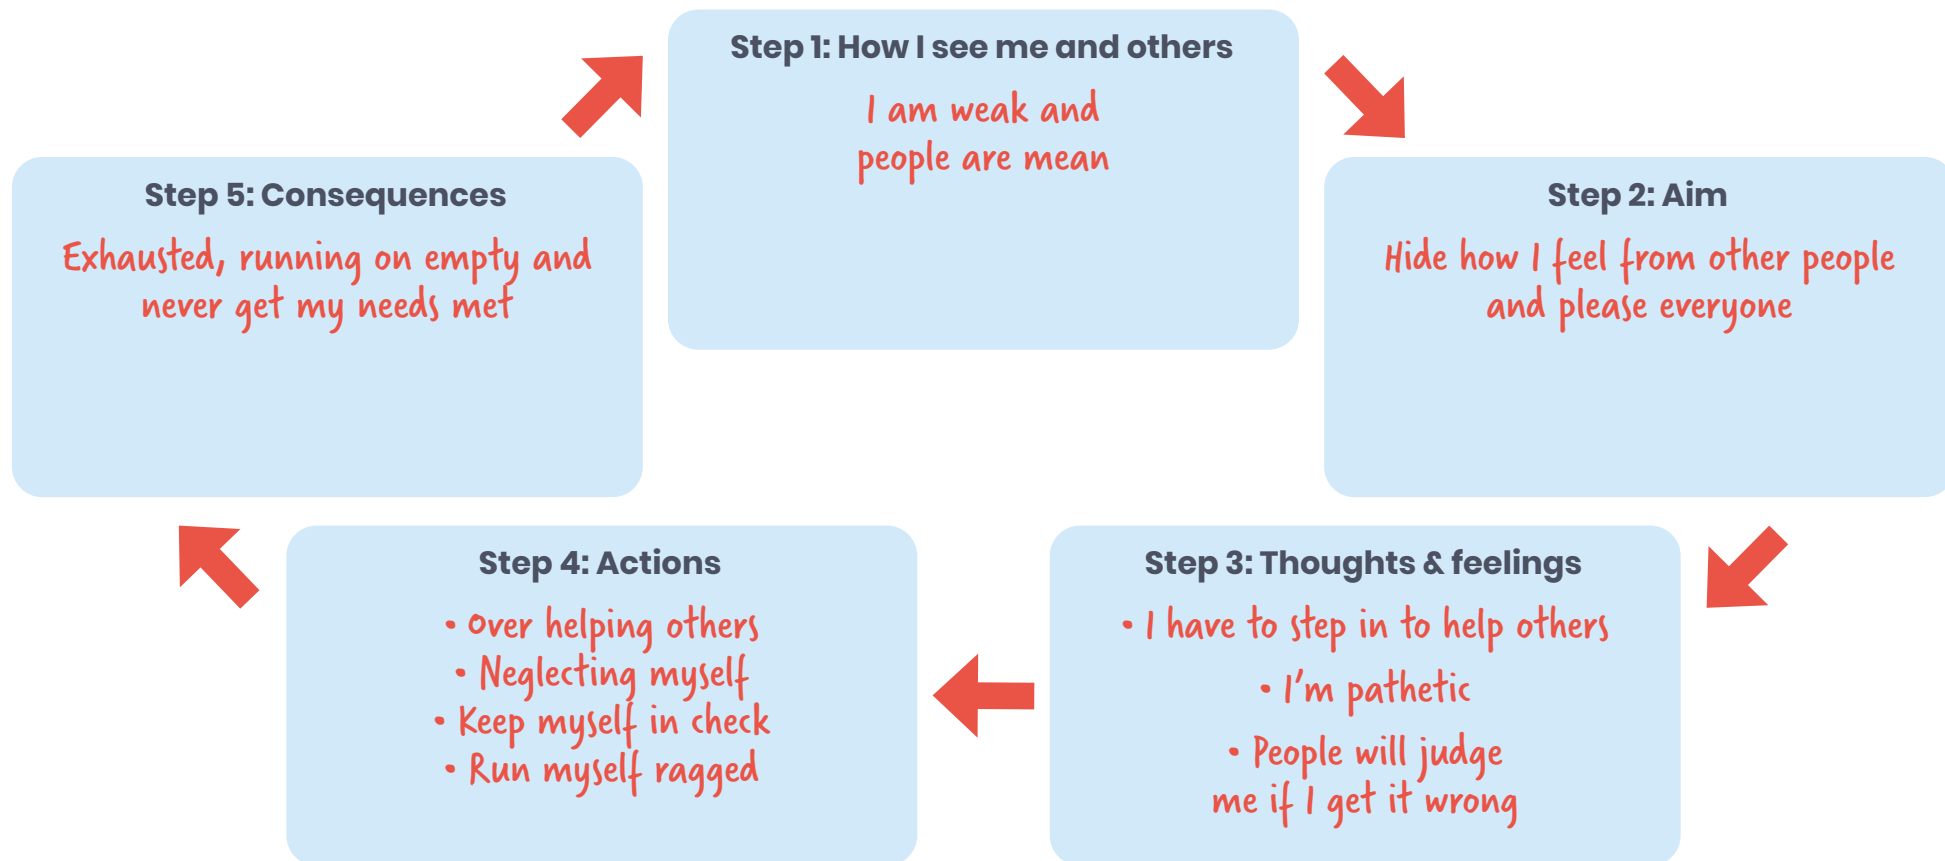 Step 1: How I see me and others
I am weak and
people are mean
Step 2: Aim
Hide how I feel from other people
and please everyone
Step 3: Thoughts & feelings
• I have to step in to help others
• I'm pathetic
• People will judge
me if I get it wrong
Step 4: Actions
• Over helping others
• Neglecting myself
• Keep myself in check
• Run myself ragged
Step 5: Consequences
Exhausted, running on empty and
never get my needs met